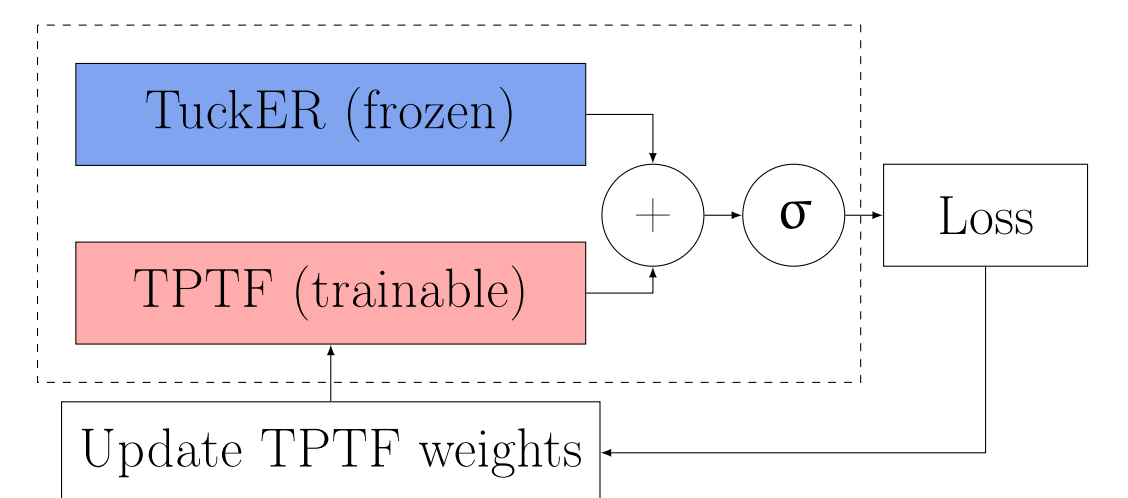 TuckER (frozen)
+
σ
Loss
TPTF (trainable)
Update TPTF weights